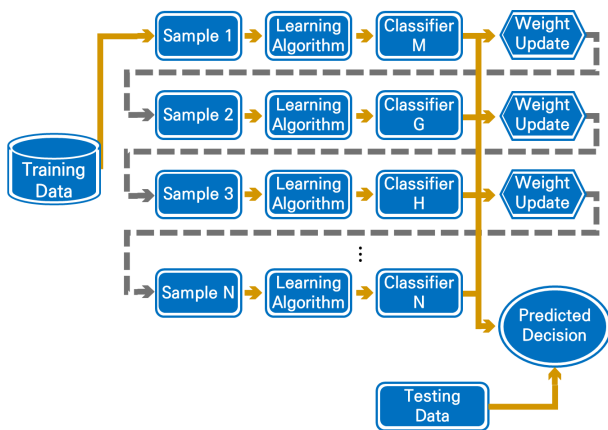 Sample 1
Learning
Algorithm
Classifier
M
Weight
Update
Sample 2
Learning
Algorithm
Classifier
G
Weight
Update
Training
Data
Sample 3
Learning
Algorithm
Classifier
H
Weight
Update
⋮
Sample N
Learning
Algorithm
Classifier
N
Predicted
Decision
Testing
Data